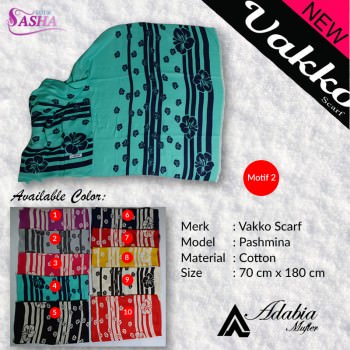 SASHA
NEW
Vakko
Scarf
Motif 2
Available Color:
1
2
3
4
5
6
7
8
9
10
Merk : Vakko Scarf
Model : Pashmina
Material : Cotton
Size : 70 cm x 180 cm
Adabia
Mufler